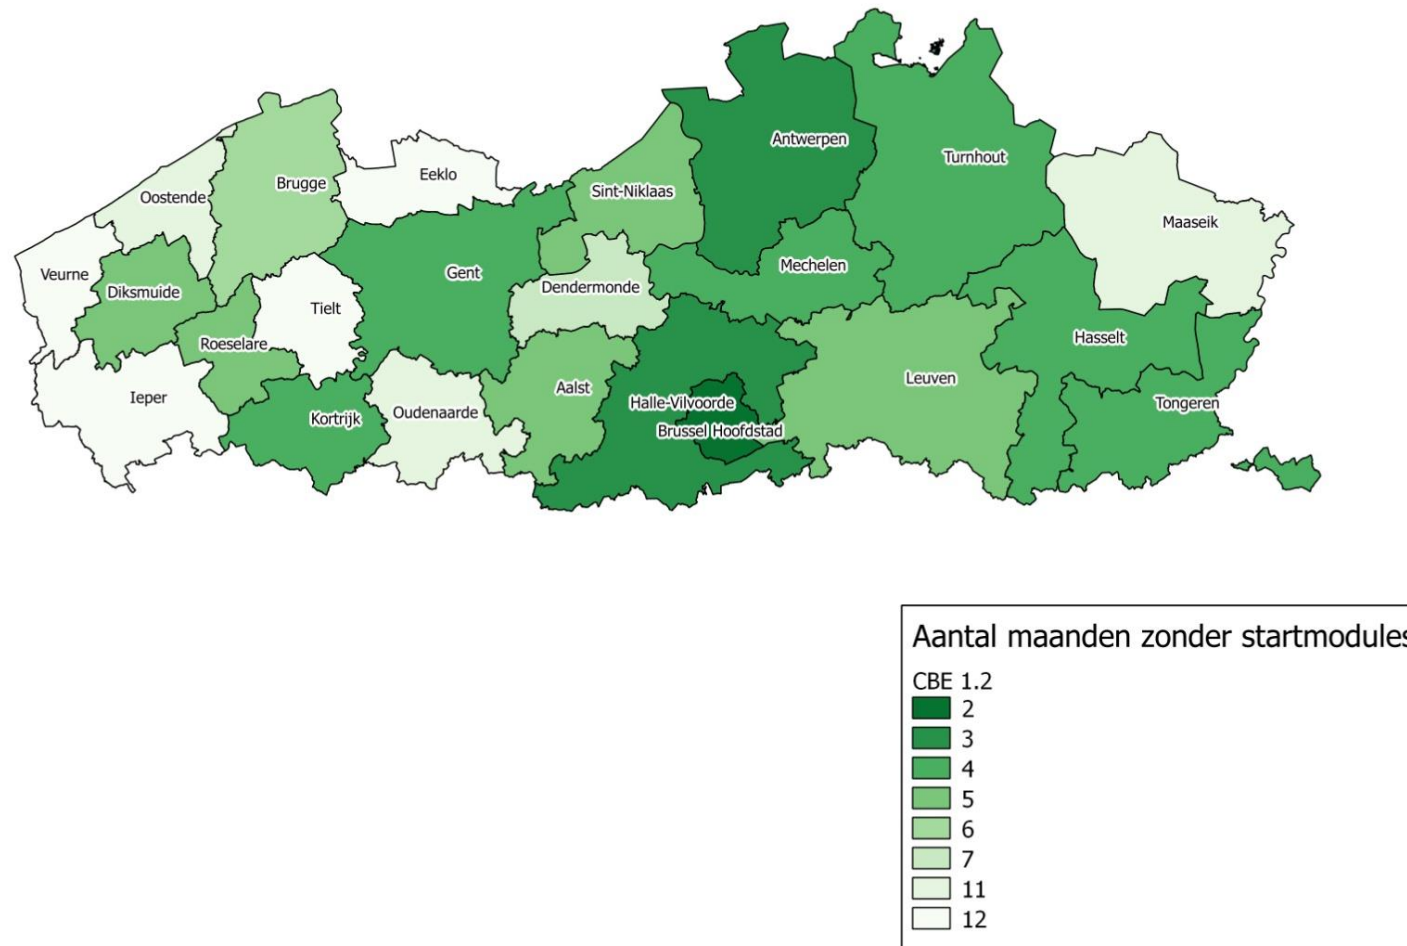 Antwerpen
Turnhout
Eeklo
Brugge
Sint-Niklaas
Oostende
Maaseik
Mechelen
Gent
Veurne
Dendermonde
Diksmuide
Tielt
Hasselt
Roeselare
Leuven
Aalst
Ieper
Halle-Vilvoorde
Tongeren
Oudenaarde
Kortrijk
Brussel Hoofdstad
Aantal maanden zonder startmodules
CBE 1.2
2
3
4
5
6
7
11
12